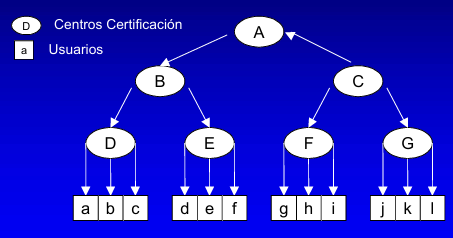 D Centros Certificación
a Usuarios
A
B C
D E F G
a b c d e f g h i j k l